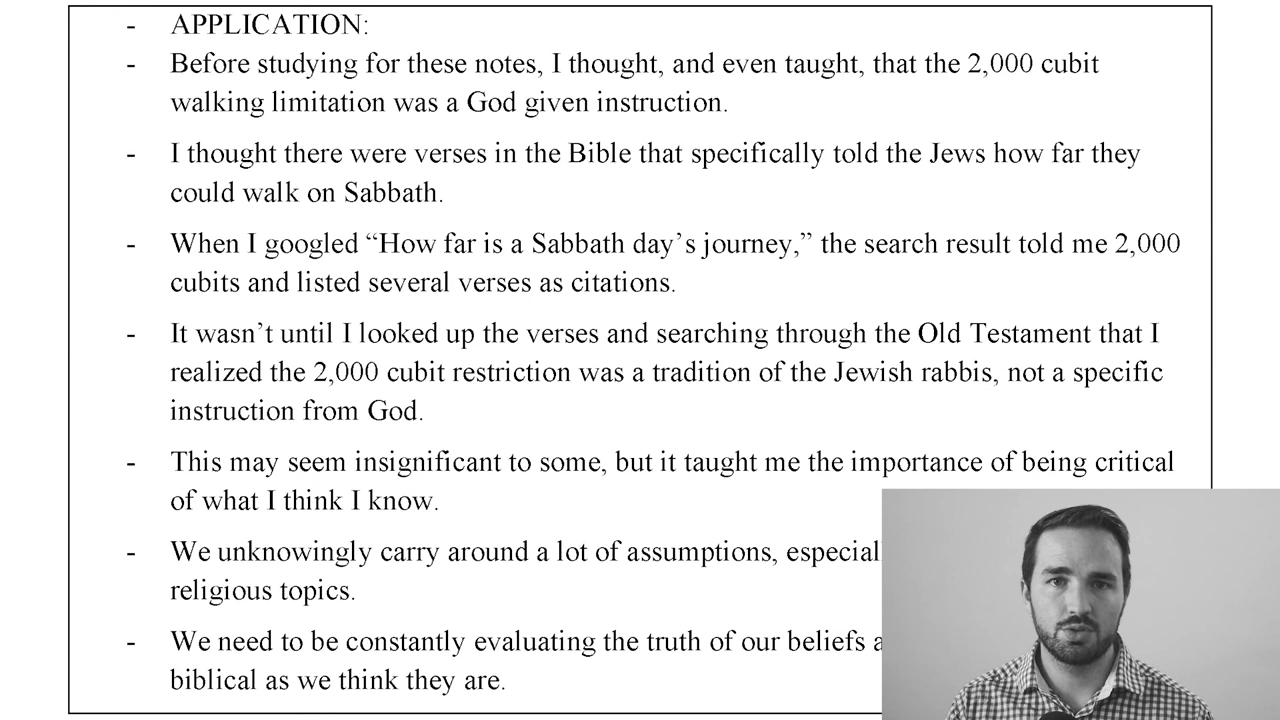 - APPLICATION:
- Before studying for these notes, I thought, and even taught, that the 2,000 cubit
walking limitation was a God given instruction.
- I thought there were verses in the Bible that specifically told the Jews how far they
could walk on Sabbath.
- When I googled “How far is a Sabbath day’s journey,” the search result told me 2,000
cubits and listed several verses as citations.
- It wasn’t until I looked up the verses and searching through the Old Testament that I
realized the 2,000 cubit restriction was a tradition of the Jewish rabbis, not a specific
instruction from God.
- This may seem insignificant to some, but it taught me the importance of being critical
of what I think I know.
- We unknowingly carry around a lot of assumptions,
religious topics.
- We need to be constantly evaluating the truth of our beliefs
biblical as we think they are.